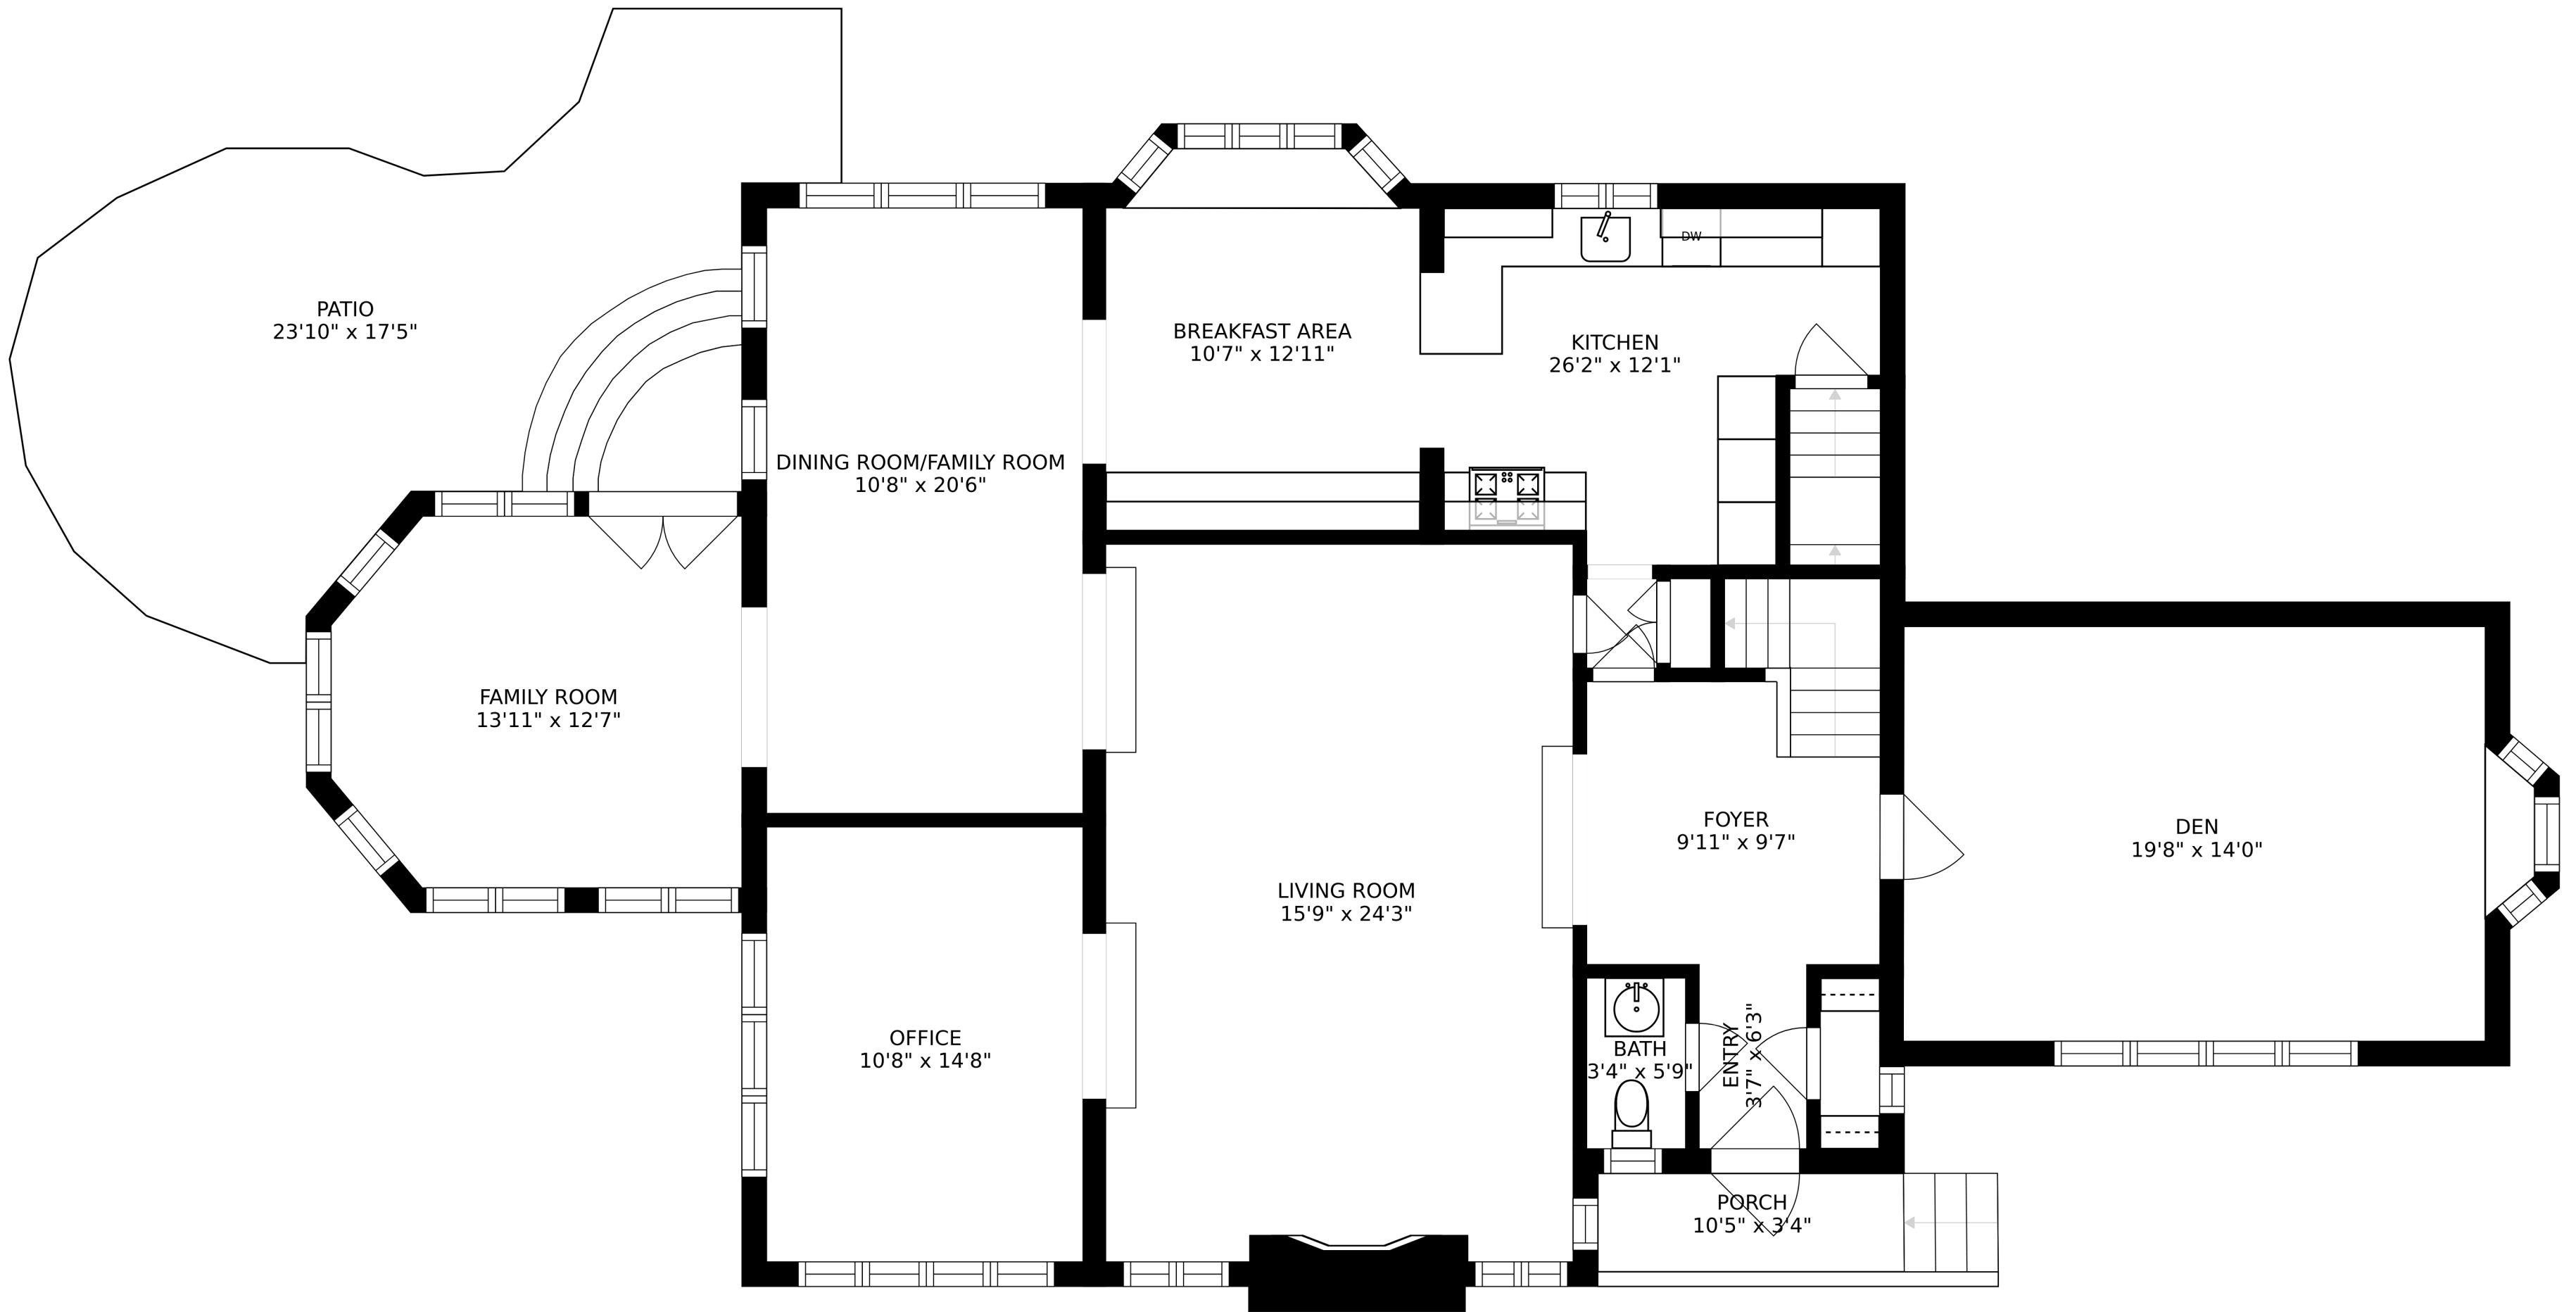 PATIO
23'10" x 17'5"
BREAKFAST AREA
10'7" x 12'11"
KITCHEN
26'2" x 12'1"
DW
DINING ROOM/FAMILY ROOM
10'8" x 20'6"
FAMILY ROOM
13'11" x 12'7"
FOYER
9'11" x 9'7"
DEN
19'8" x 14'0"
LIVING ROOM
15'9" x 24'3"
OFFICE
10'8" x 14'8"
BATH
3'4" x 5'9"
ENTRY
3'7" x 6'3"
PORCH
10'5" x 3'4"